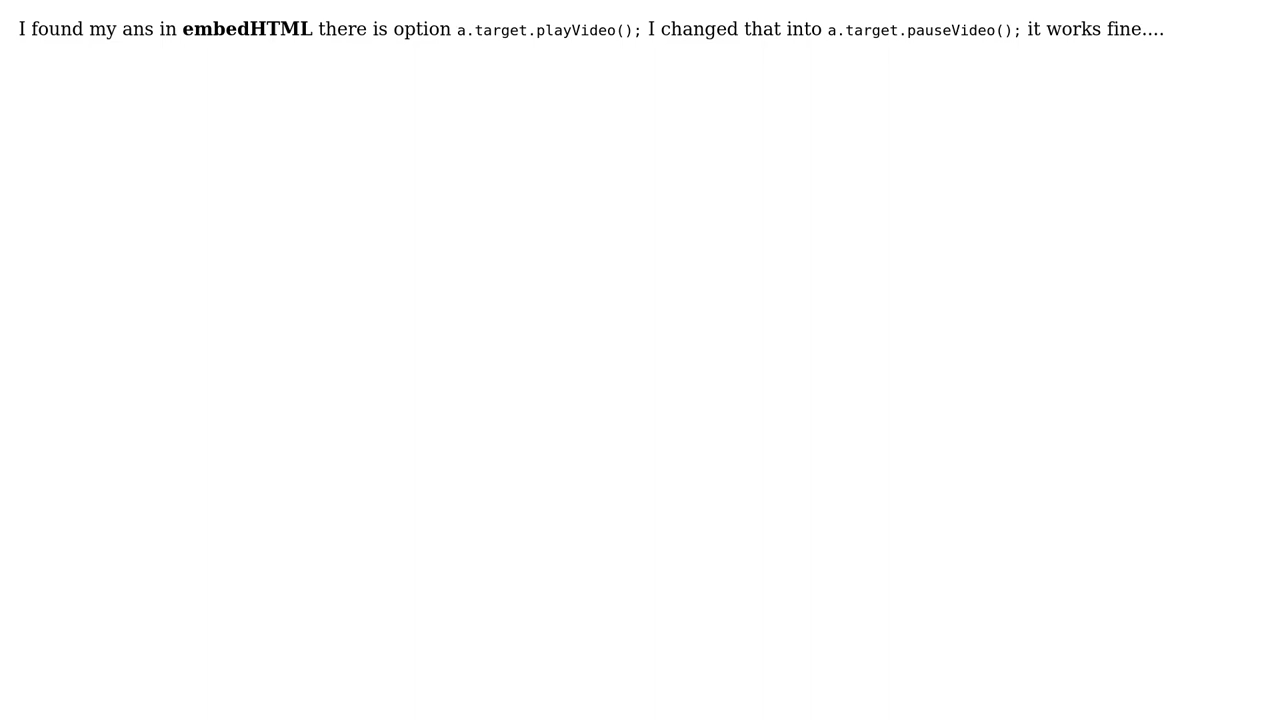 I found my ans in embedHTML there is option a.target.playVideo(); I changed that into a.target.pauseVideo(); it works fine....